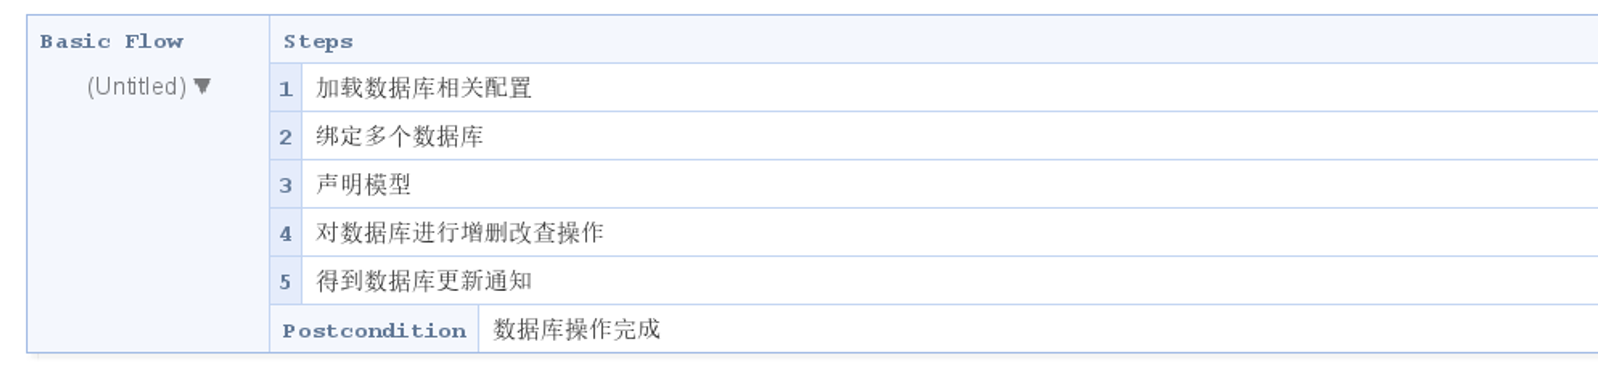 Basic Flow
Steps
(Untitled) ▼
1 加载数据库相关配置
2 绑定多个数据库
3 声明模型
4 对数据库进行增删改查操作
5 得到数据库更新通知
Postcondition 数据库操作完成